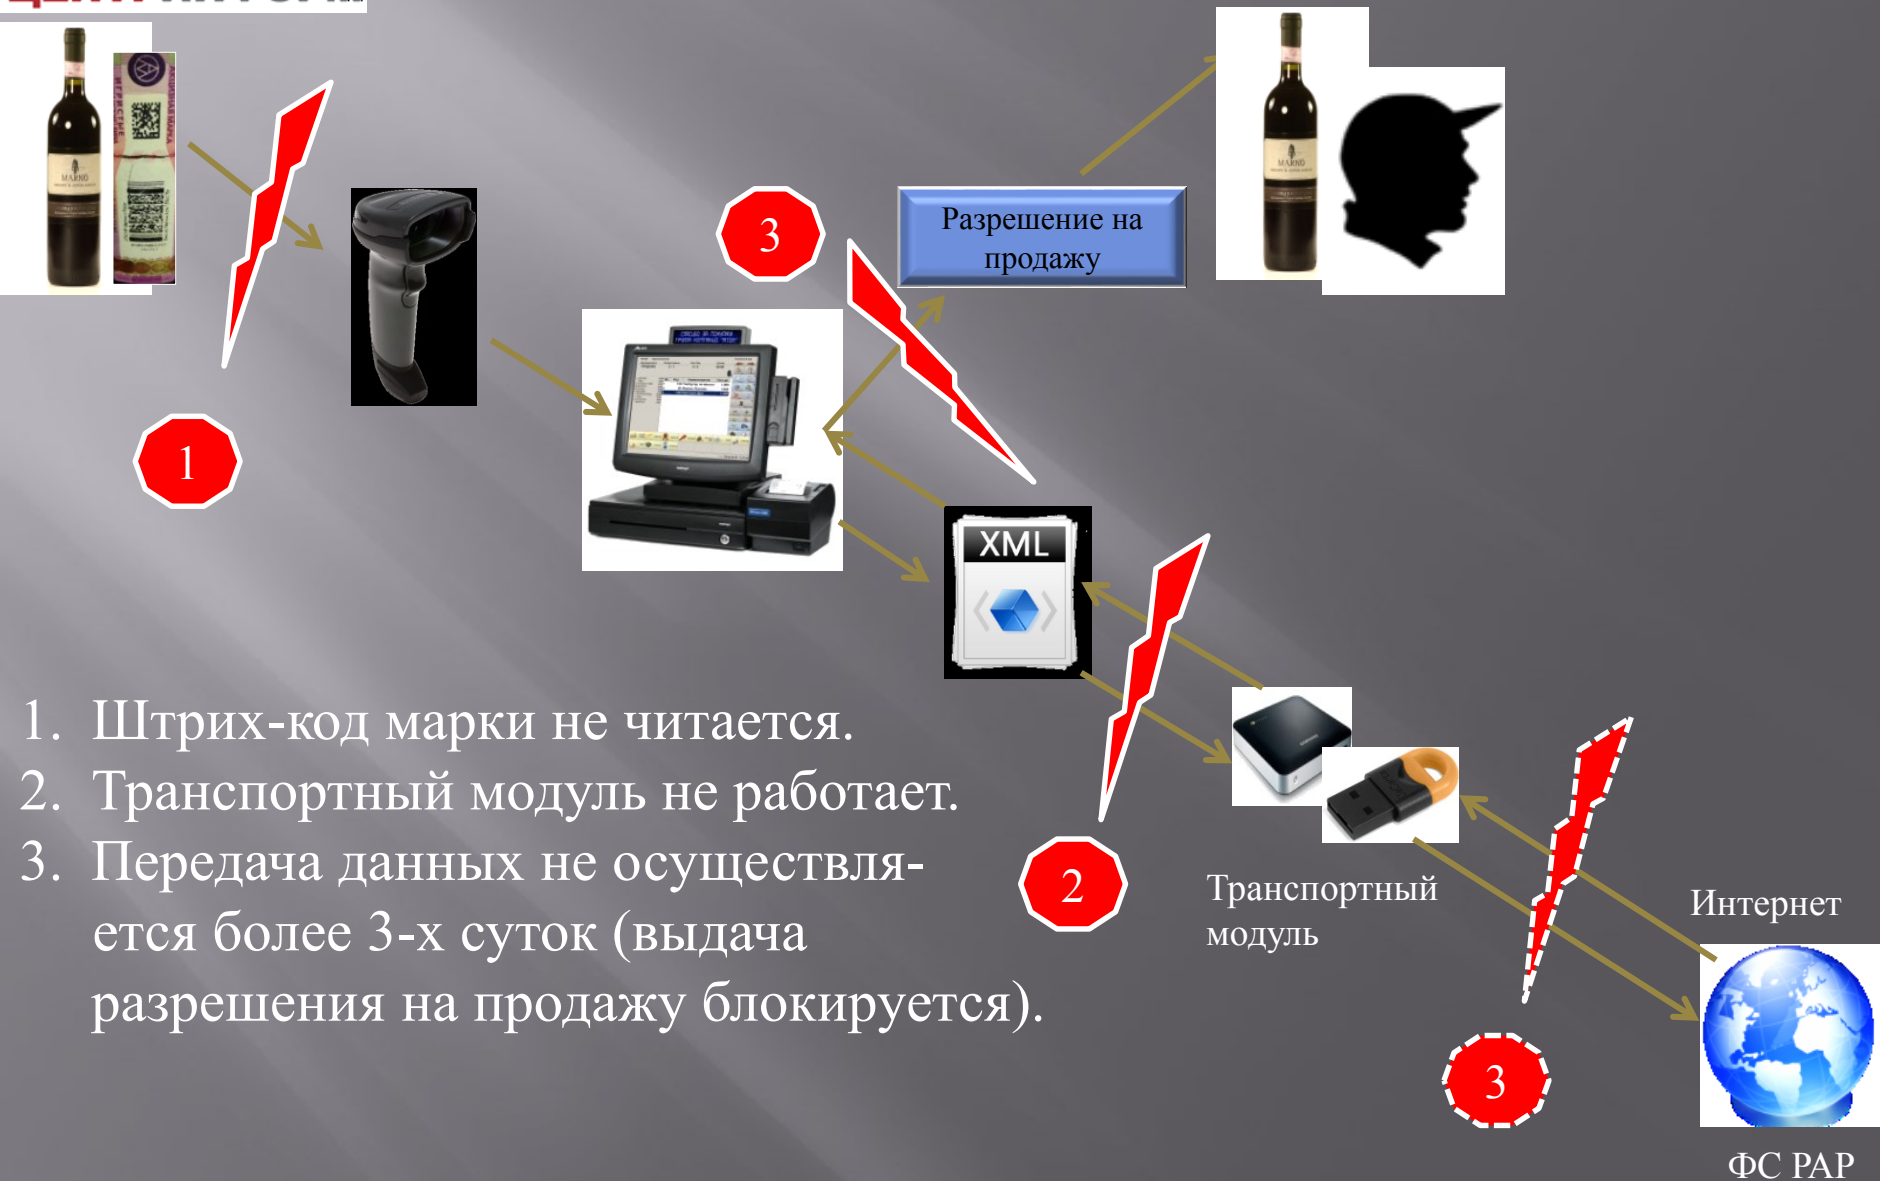 3
Разрешение на
продажу
1
XML
1. Штрих-код марки не читается.
2. Транспортный модуль не работает.
3. Передача данных не осуществля-
ется более 3-х суток (выдача
разрешения на продажу блокируется).
2
Транспортный
модуль
Интернет
3
ФС РАР
MARNO
MARNO